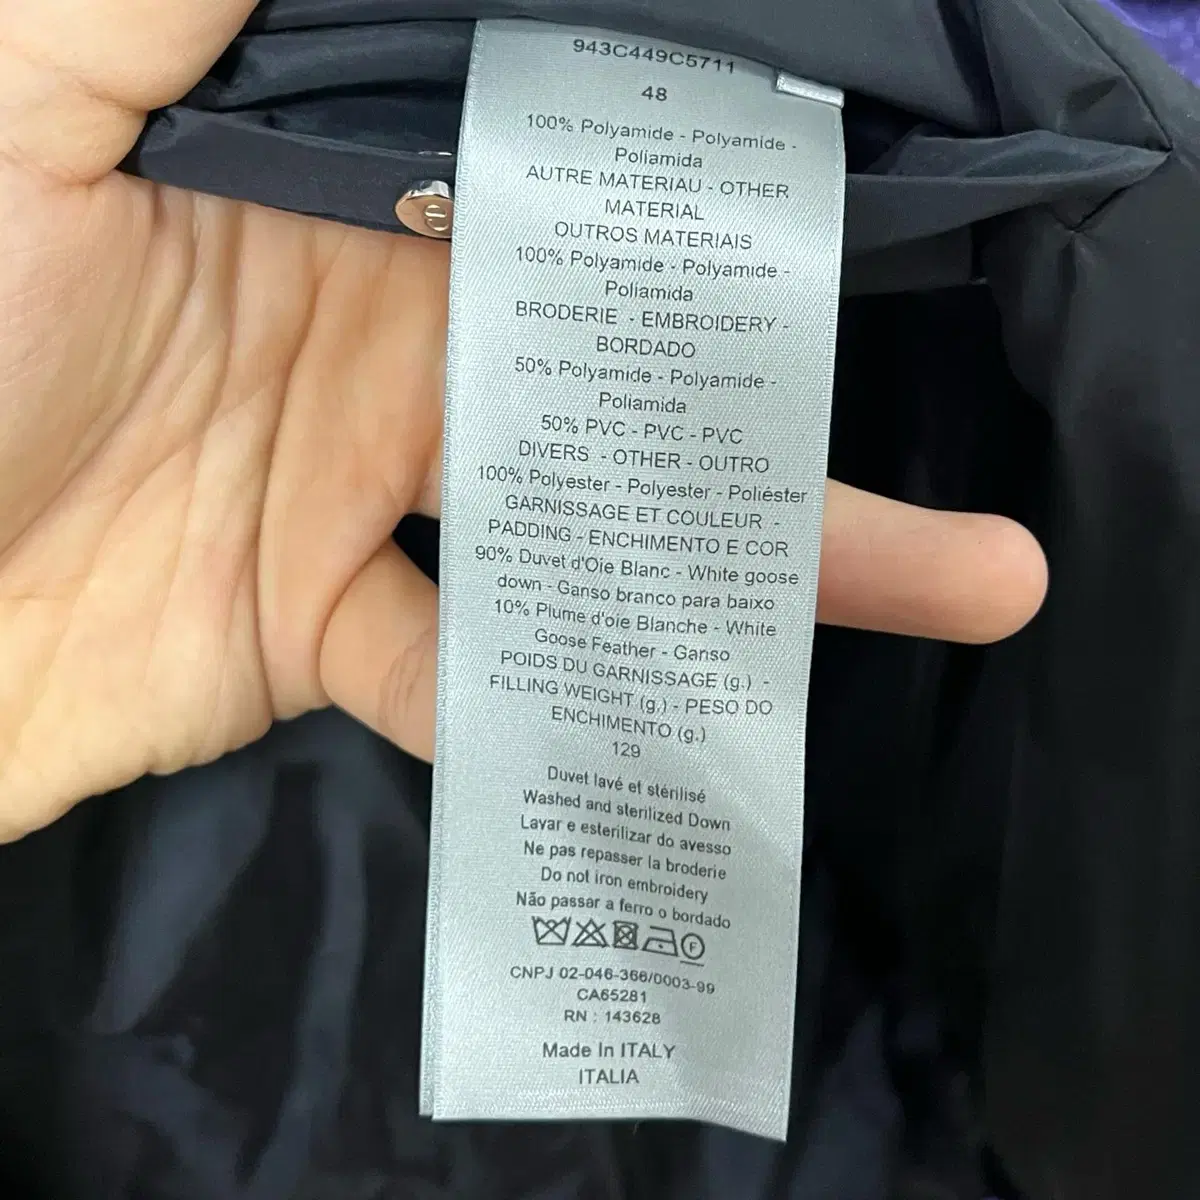 943C449C5711
48
100% Polyamide - Polyamide -
Poliamida
AUTRE MATERIAU - OTHER
MATERIAL
OUTROS MATERIAIS
100% Polyamide - Polyamide -
Poliamida
BRODERIE - EMBROIDERY -
BORDADO
50% Polyamide - Polyamide -
Poliamida
50% PVC - PVC - PVC
DIVERS - OTHER - OUTRO
100% Polyester - Polyester - Poliéster
GARNISSAGE ET COULEUR -
PADDING - ENCHIMENTO E COR
90% Duvet d'Oie Blanc - White goose
down - Ganso branco para baixo
10% Plume d'oie Blanche - White
Goose Feather - Ganso
POIDS DU GARNISSAGE (g.) -
FILLING WEIGHT (g.) - PESO DO
ENCHIMENTO (g.)
129
Duvet lavé et stérilisé
Washed and sterilized Down
Lavar e esterilizar do avesso
Ne pas repasser la broderie
Do not iron embroidery
Não passar a ferro o bordado
F
CNPJ 02-046-366/0003-99
CA65281
RN : 143628
Made In ITALY
ITALIA